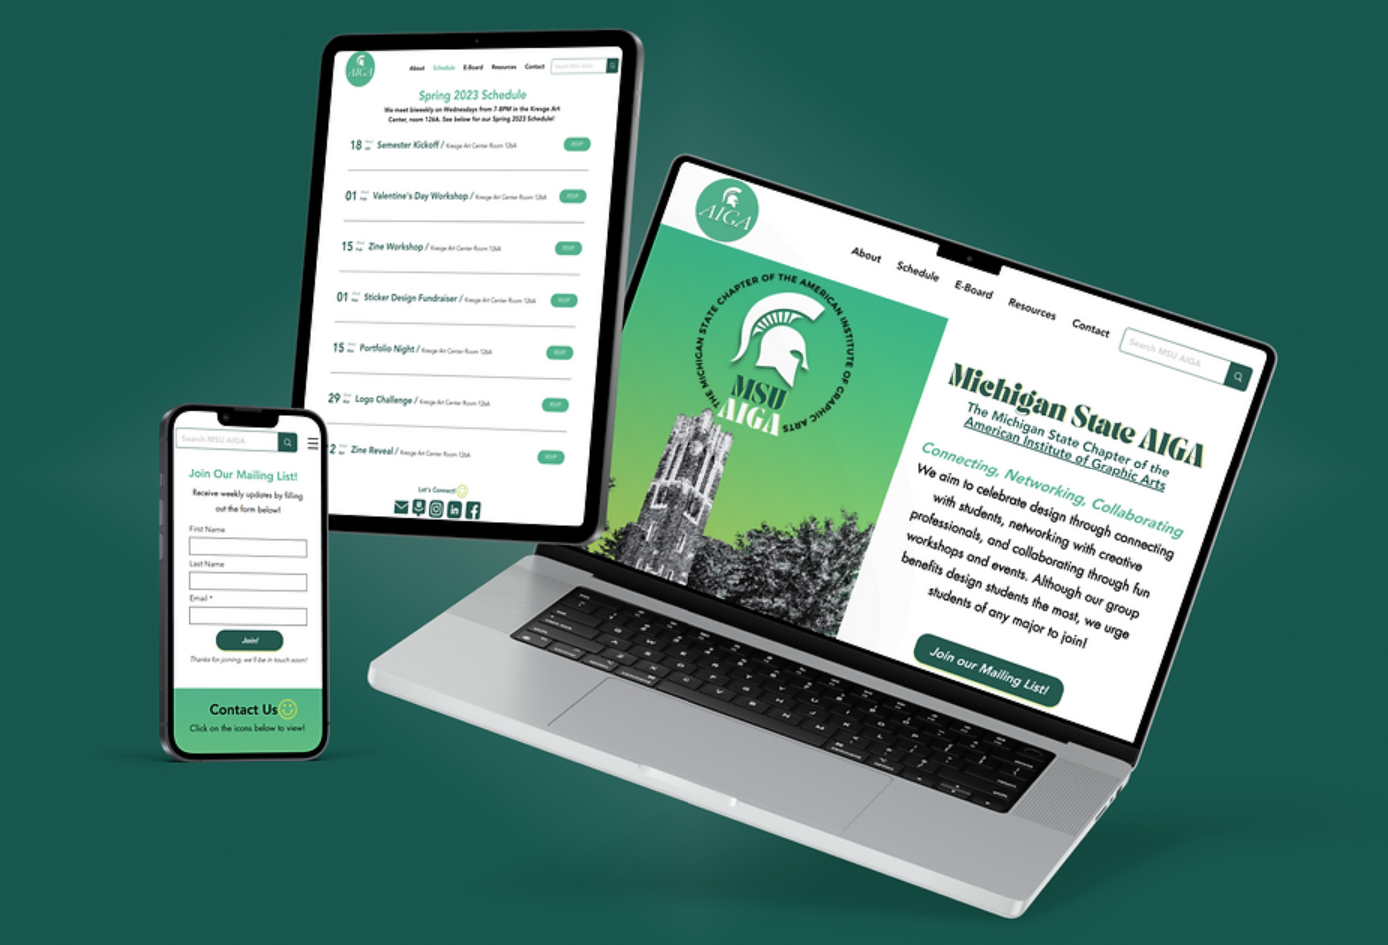 AIGA
About Schedule E-Board Resources Contact
Search MSU AIGA
Spring 2023 Schedule
We meet biweekly on Wednesdays from 7-8PM in the Kresge Art
Center, room 126A. See below for our Spring 2023 Schedule!
18 Semester Kickoff / Kresge Art Center Room 126A RSVP
01 Valentine's Day Workshop / Kresge Art Center Room 126A RSVP
15 Zine Workshop / Kresge Art Center Room 126A RSVP
01 Sticker Design Fundraiser / Kresge Art Center Room 126A RSVP
15 Portfolio Night / Kresge Art Center Room 126A RSVP
29 Logo Challenge / Kresge Art Center Room 126A RSVP
2 Zine Reveal / Kresge Art Center Room 126A RSVP
Let's Connect!
Search MSU AIGA
Join Our Mailing List!
Receive weekly updates by filling
out the form below!
First Name
Last Name
Email *
Join!
Thanks for joining, we'll be in touch soon!
Contact Us
Click on the icons below to view!
AIGA
About Schedule E-Board Resources Contact
Search MSU AIGA
THE MICHIGAN STATE CHAPTER OF THE AMERICAN INSTITUTE OF GRAPHIC ARTS
MSU
AIGA
Michigan State AIGA
The Michigan State Chapter of the
American Institute of Graphic Arts
Connecting, Networking, Collaborating
We aim to celebrate design through connecting
with students, networking with creative
professionals, and collaborating through fun
workshops and events. Although our group
benefits design students the most, we urge
students of any major to join!
Join our Mailing List!